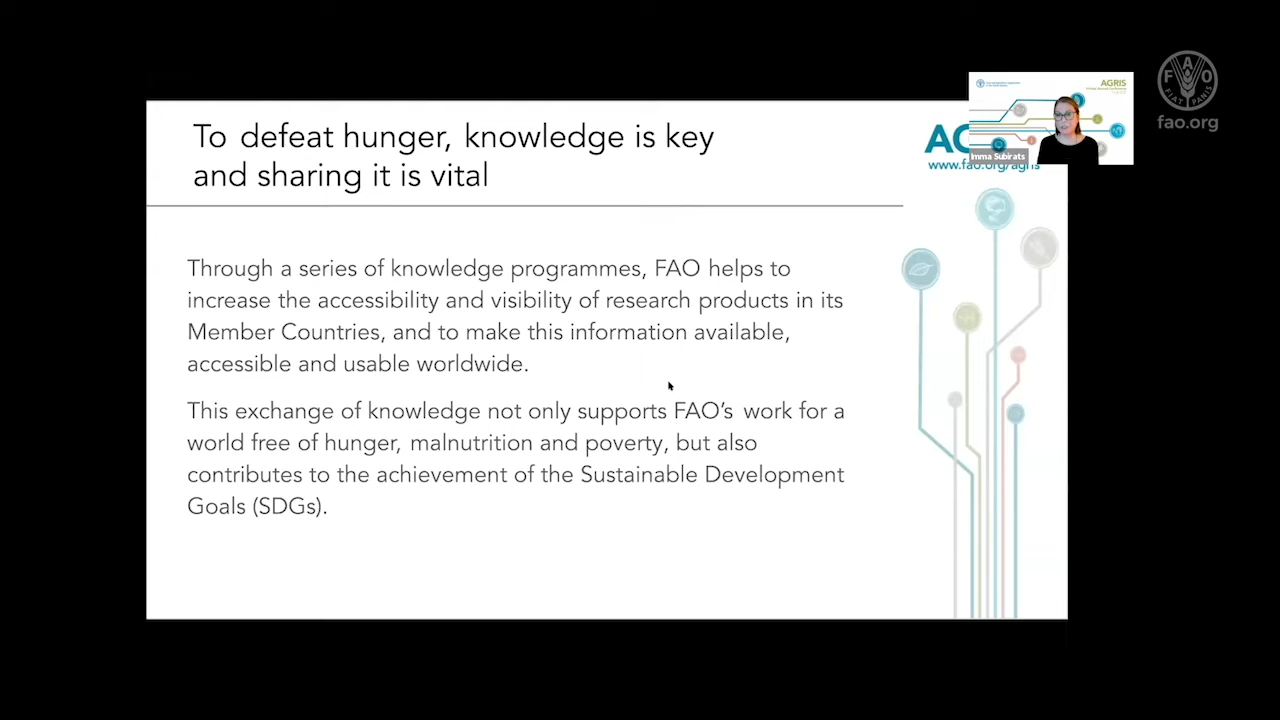 To defeat hunger, knowledge is key
and sharing it is vital
Through a series of knowledge programmes, FAO helps to
increase the accessibility and visibility of research products in its
Member Countries, and to make this information available,
accessible and usable worldwide.
This exchange of knowledge not only supports FAO's work for a
world free of hunger, malnutrition and poverty, but also
contributes to the achievement of the Sustainable Development
Goals (SDGs).
www.fao.org/agris
AGRIS
Imma Subirats
FAO
FIAT PANIS
fao.org